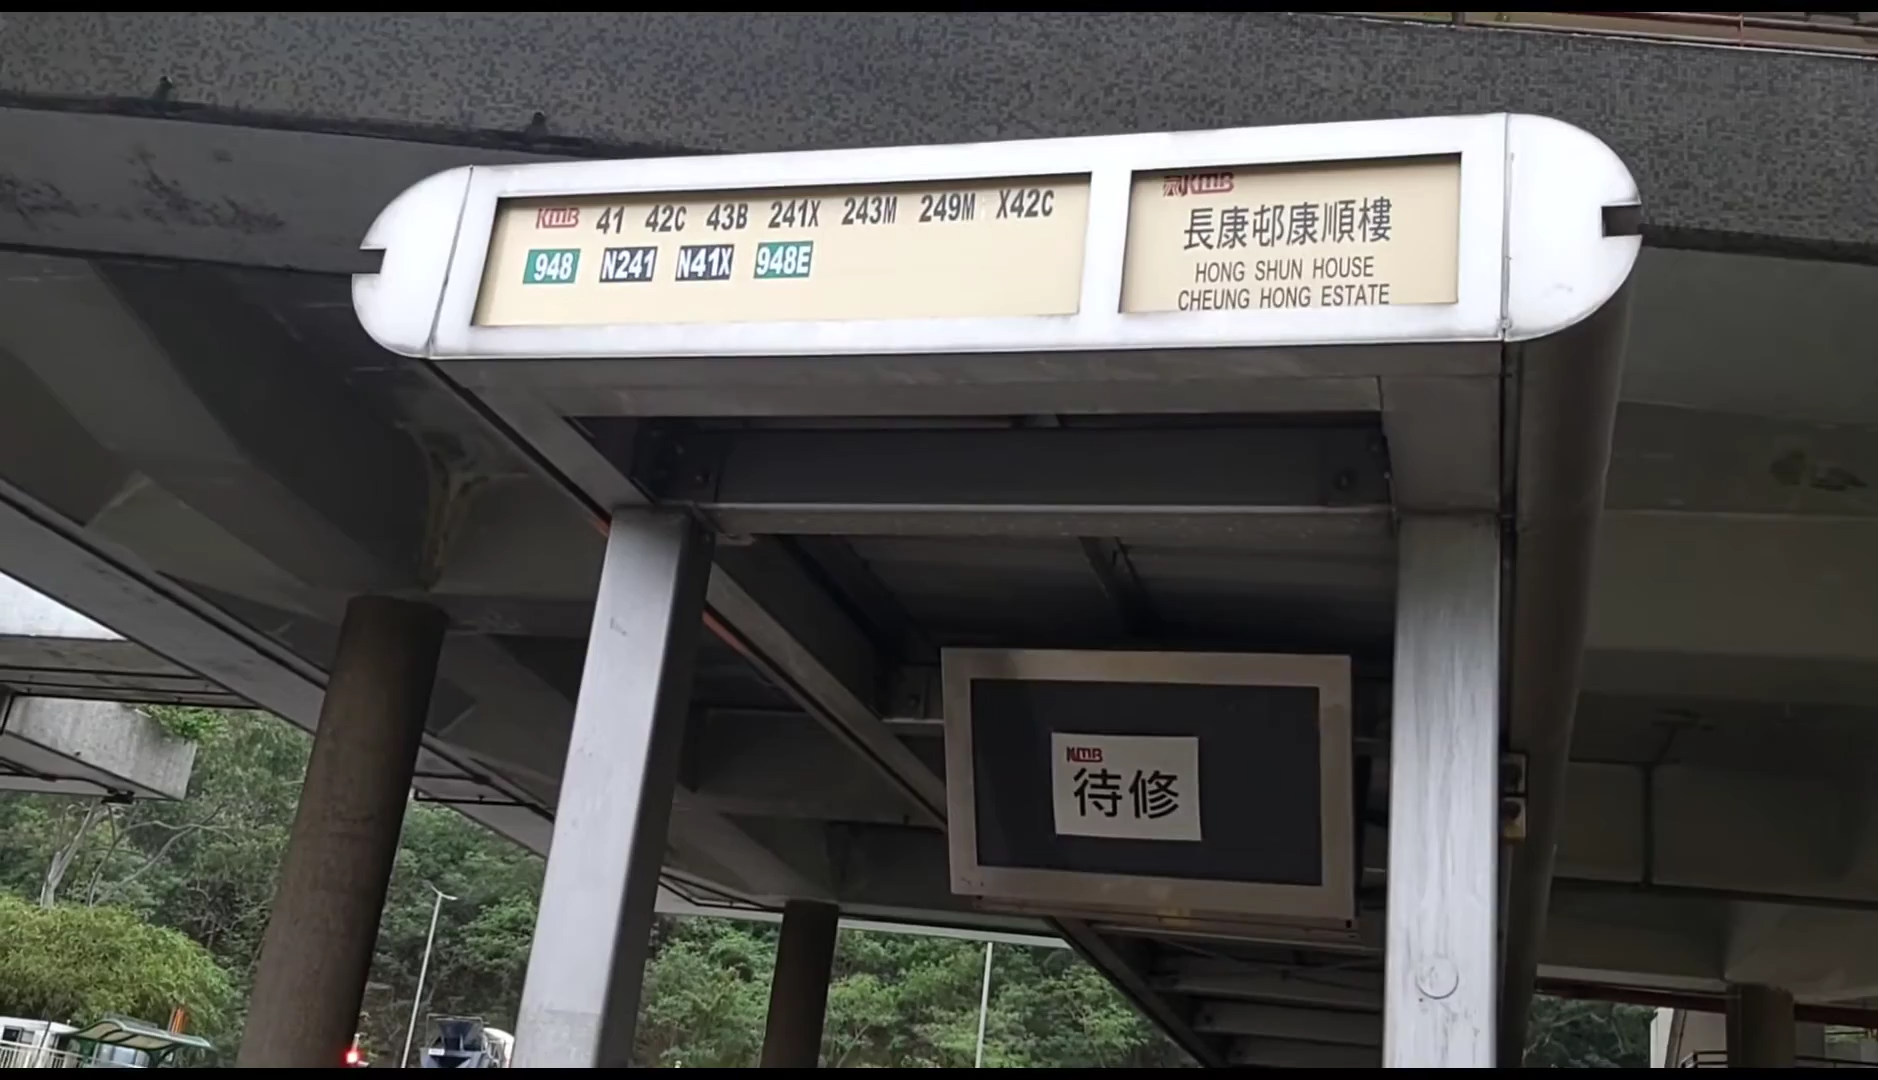 KMB 41 42C 43B 241X 243M 249M X42C
948 N241 N41X 948E
KMB
長康邨康順樓
HONG SHUN HOUSE
CHEUNG HONG ESTATE
KMB
待修